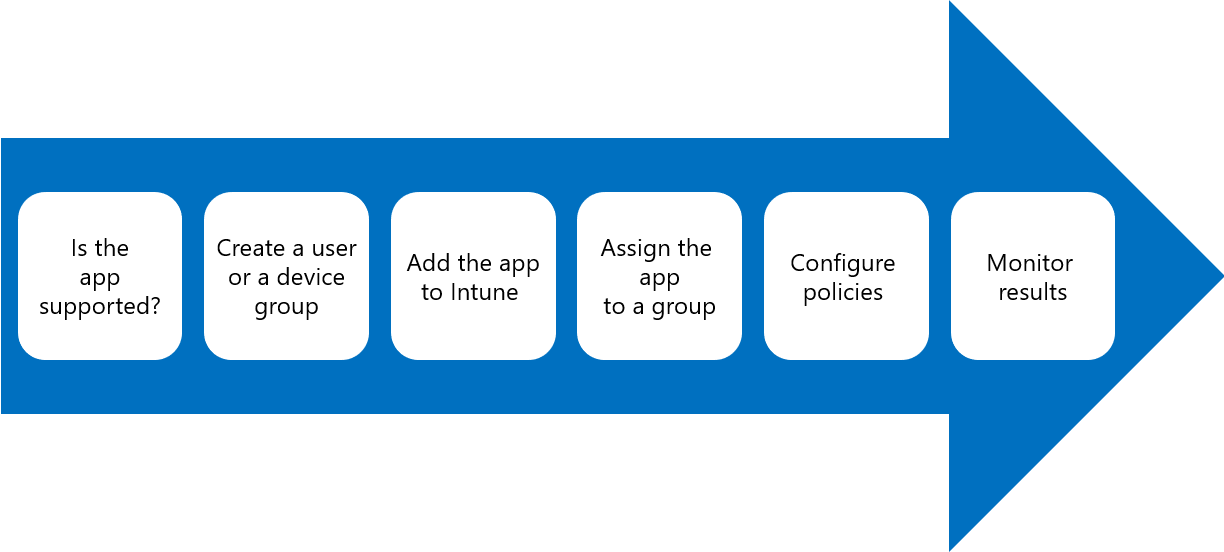 Is the
app
supported?
Create a user
or a device
group
Add the app
to Intune
Assign the
app
to a group
Configure
policies
Monitor
results